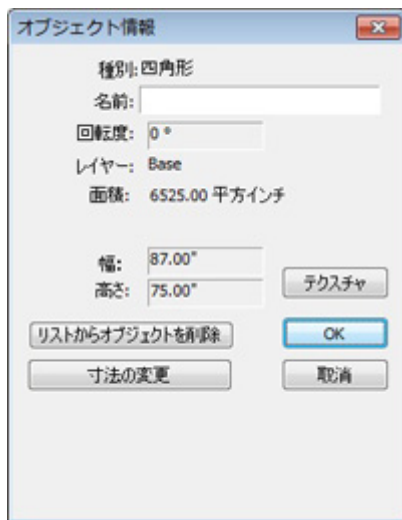 オブジェクト情報
種別: 四角形
名前:
回転度: 0 °
レイヤー: Base
面積: 6525.00 平方インチ
幅: 87.00"
高さ: 75.00"
テクスチャ
リストからオブジェクトを削除
OK
寸法の変更
取消